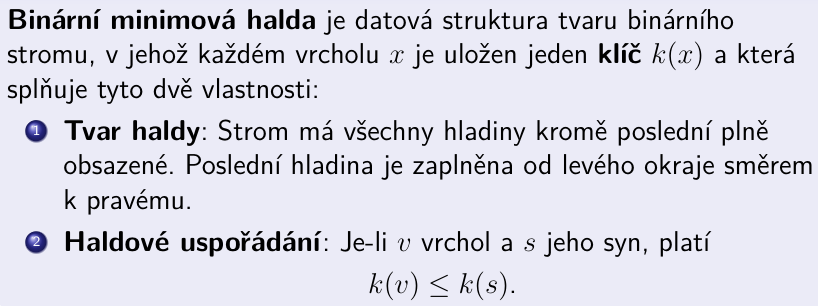 Binární minimová halda je datová struktura tvaru binárního
stromu, v jehož každém vrcholu x je uložen jeden klíč k(x) a která
splňuje tyto dvě vlastnosti:
1 Tvar haldy: Strom má všechny hladiny kromě poslední plně
obsazené. Poslední hladina je zaplněna od levého okraje směrem
k pravému.
2 Haldové uspořádání: Je-li v vrchol a s jeho syn, platí
k(v) ≤ k(s).